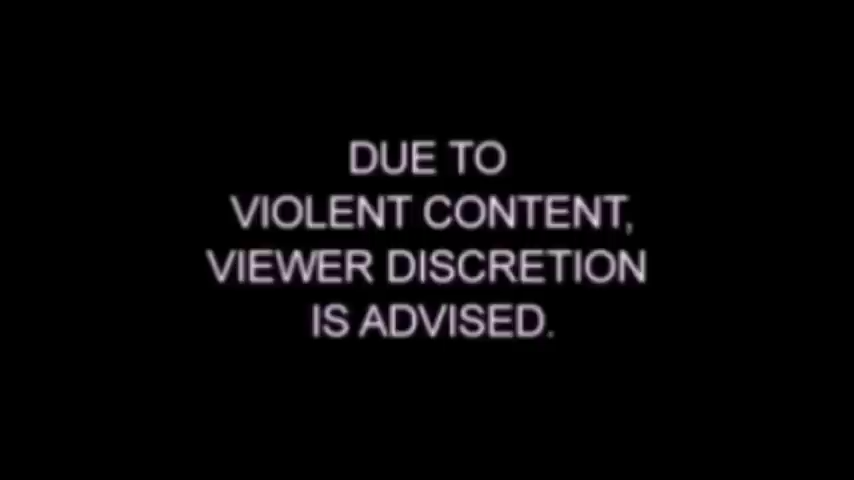 DUE TO
VIOLENT CONTENT,
VIEWER DISCRETION
IS ADVISED.